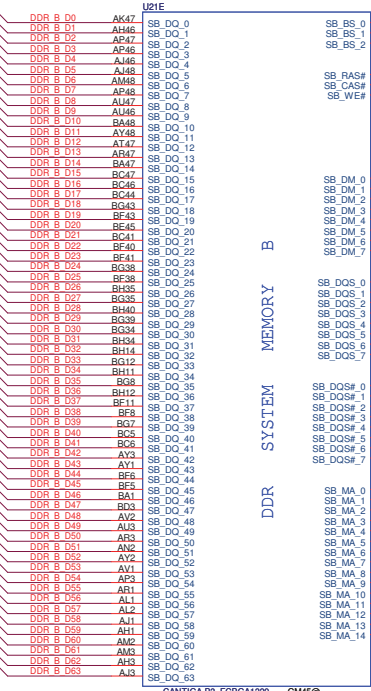 U21E
DDR_B_D0 AK47 SB_DQ_0 SB_BS_0
DDR_B_D1 AH46 SB_DQ_1 SB_BS_1
DDR_B_D2 AP47 SB_DQ_2 SB_BS_2
DDR_B_D3 AP46 SB_DQ_3
DDR_B_D4 AJ46 SB_DQ_4
DDR_B_D5 AJ48 SB_DQ_5 SB_RAS#
DDR_B_D6 AM48 SB_DQ_6 SB_CAS#
DDR_B_D7 AP48 SB_DQ_7 SB_WE#
DDR_B_D8 AU47 SB_DQ_8
DDR_B_D9 AU46 SB_DQ_9
DDR_B_D10 BA48 SB_DQ_10
DDR_B_D11 AY48 SB_DQ_11
DDR_B_D12 AT47 SB_DQ_12
DDR_B_D13 AR47 SB_DQ_13
DDR_B_D14 BA47 SB_DQ_14
DDR_B_D15 BC47 SB_DQ_15 SB_DM_0
DDR_B_D16 BC46 SB_DQ_16 SB_DM_1
DDR_B_D17 BC44 SB_DQ_17 SB_DM_2
DDR_B_D18 BG43 SB_DQ_18 SB_DM_3
DDR_B_D19 BF43 SB_DQ_19 SB_DM_4
DDR_B_D20 BE45 SB_DQ_20 SB_DM_5
DDR_B_D21 BC41 SB_DQ_21 SB_DM_6
DDR_B_D22 BF40 SB_DQ_22 SB_DM_7
DDR_B_D23 BF41 SB_DQ_23
DDR_B_D24 BG38 SB_DQ_24
DDR_B_D25 BF38 SB_DQ_25 SB_DQS_0
DDR_B_D26 BH35 SB_DQ_26 SB_DQS_1
DDR_B_D27 BG35 SB_DQ_27 SB_DQS_2
DDR_B_D28 BH40 SB_DQ_28 SB_DQS_3
DDR_B_D29 BG39 SB_DQ_29 SB_DQS_4
DDR_B_D30 BG34 SB_DQ_30 SB_DQS_5
DDR_B_D31 BH34 SB_DQ_31 SB_DQS_6
DDR_B_D32 BH14 SB_DQ_32 SB_DQS_7
DDR_B_D33 BG12 SB_DQ_33
DDR_B_D34 BH11 SB_DQ_34
DDR_B_D35 BG8 SB_DQ_35 SB_DQS#_0
DDR_B_D36 BH12 SB_DQ_36 SB_DQS#_1
DDR_B_D37 BF11 SB_DQ_37 SB_DQS#_2
DDR_B_D38 BF8 SB_DQ_38 SB_DQS#_3
DDR_B_D39 BG7 SB_DQ_39 SB_DQS#_4
DDR_B_D40 BC5 SB_DQ_40 SB_DQS#_5
DDR_B_D41 BC6 SB_DQ_41 SB_DQS#_6
DDR_B_D42 AY3 SB_DQ_42 SB_DQS#_7
DDR_B_D43 AY1 SB_DQ_43
DDR_B_D44 BF6 SB_DQ_44
DDR_B_D45 BF5 SB_DQ_45 SB_MA_0
DDR_B_D46 BA1 SB_DQ_46 SB_MA_1
DDR_B_D47 BD3 SB_DQ_47 SB_MA_2
DDR_B_D48 AV2 SB_DQ_48 SB_MA_3
DDR_B_D49 AU3 SB_DQ_49 SB_MA_4
DDR_B_D50 AR3 SB_DQ_50 SB_MA_5
DDR_B_D51 AN2 SB_DQ_51 SB_MA_6
DDR_B_D52 AY2 SB_DQ_52 SB_MA_7
DDR_B_D53 AV1 SB_DQ_53 SB_MA_8
DDR_B_D54 AP3 SB_DQ_54 SB_MA_9
DDR_B_D55 AR1 SB_DQ_55 SB_MA_10
DDR_B_D56 AL1 SB_DQ_56 SB_MA_11
DDR_B_D57 AL2 SB_DQ_57 SB_MA_12
DDR_B_D58 AJ1 SB_DQ_58 SB_MA_13
DDR_B_D59 AH1 SB_DQ_59 SB_MA_14
DDR_B_D60 AM2 SB_DQ_60
DDR_B_D61 AM3 SB_DQ_61
DDR_B_D62 AH3 SB_DQ_62
DDR_B_D63 AJ3 SB_DQ_63
DDR SYSTEM MEMORY B